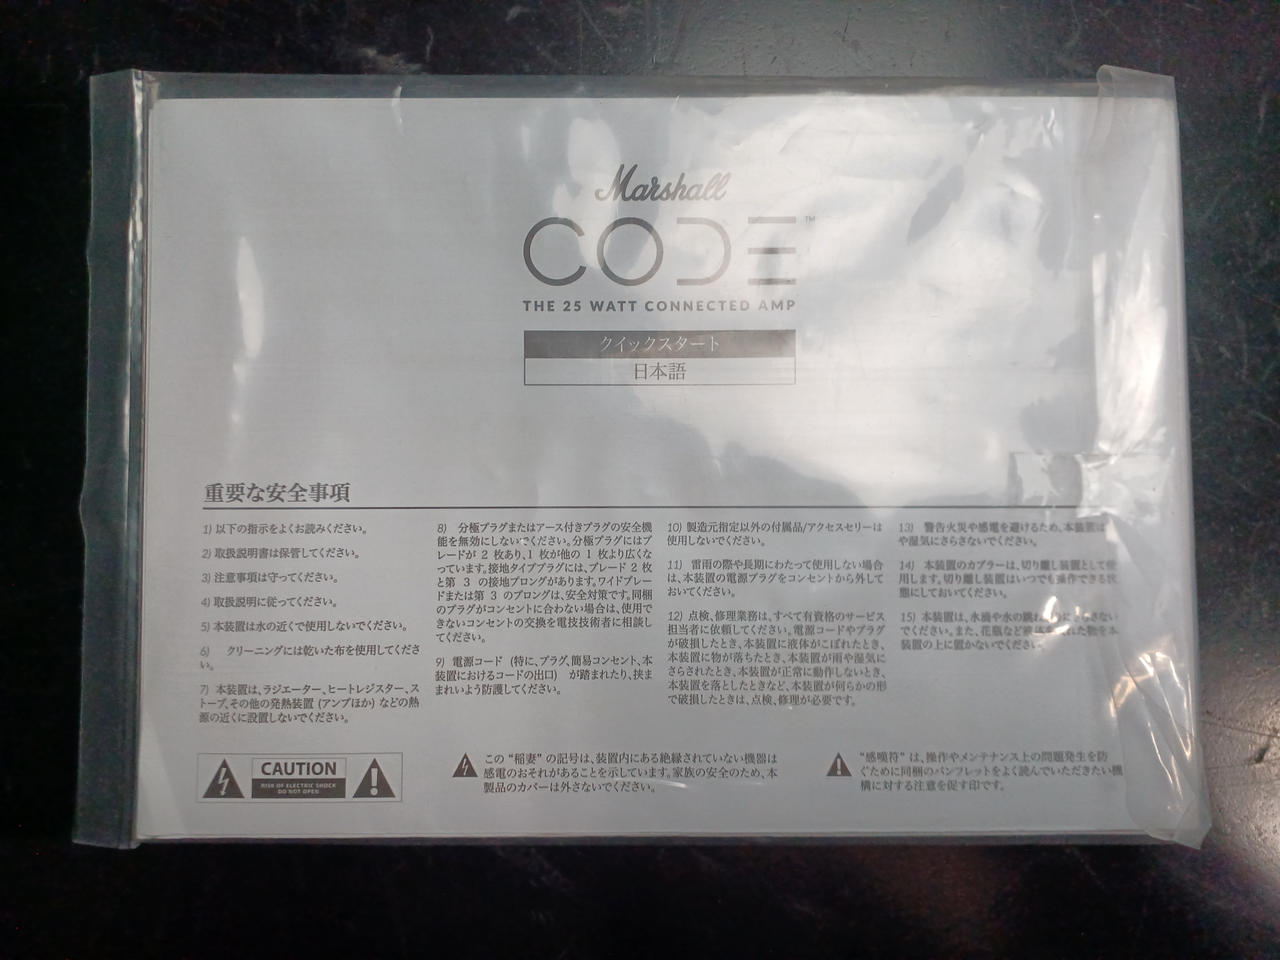 Marshall
CODE™
THE 25 WATT CONNECTED AMP
クイックスタート
日本語
重要な安全事項
1) 以下の指示をよくお読みください。
2) 取扱説明書は保管してください。
3) 注意事項は守ってください。
4) 取扱説明に従ってください。
5) 本装置は水の近くで使用しないでください。
6) クリーニングには乾いた布を使用してくださ
い。
7) 本装置は、ラジエーター、ヒートレジスター、ス
トーブ、その他の発熱装置 (アンプほか) などの熱
源の近くに設置しないでください。
8) 分極プラグまたはアース付きプラグの安全機
能を無効にしないでください。分極プラグにはブ
レードが 2 枚あり、1 枚が他の 1 枚より広くな
っています。接地タイププラグには、ブレード 2 枚
と第 3 の接地プロングがあります。ワイドブレー
ドまたは第 3 のプロングは、安全対策です。同梱
のプラグがコンセントに合わない場合は、使用で
きないコンセントの交換を電技技術者に相談し
てください。
9) 電源コード (特に、プラグ、簡易コンセント、本
装置におけるコードの出口) が踏まれたり、挟ま
まれいよう防護してください。
10) 製造元指定以外の付属品/アクセスセリーは
使用しないでください。
11) 雷雨の際や長期にわたって使用しない場合
は、本装置の電源プラグをコンセントから外して
おいてください。
12) 点検、修理業務は、すべて有資格のサービス
担当者に依頼してください。電源コードやプラグ
が破損したとき、本装置に液体がこぼれたとき、
本装置に物が落ちたとき、本装置が雨や湿気に
さらされたとき、本装置が正常に動作しないとき、
本装置を落としたときなど、本装置が何らかの形
で破損したときは、点検、修理が必要です。
13) 警告火災や感電を避けるため、本装置は
や湿気にさらさないでください。
14) 本装置のカプラーは、切り離し装置として使
用します。切り離し装置はいつでも操作できる状
態にしておいてください。
15) 本装置は、水滴や水の跳ねらさない
でください。また、花瓶など液体れた物を本
装置の上に置かないでください。
CAUTION
RISK OF ELECTRIC SHOCK
DO NOT OPEN
この “稲妻” の記号は、装置内にある絶縁されていない機器は
感電のおそれがあることを示しています。家族の安全のため、本
製品のカバーは外さないでください。
“感嘆符” は、操作やメンテナンス上の問題発生を防
ぐために同梱のパンフレットをよく読んでいただきたい機
構に対する注意を促す印です。